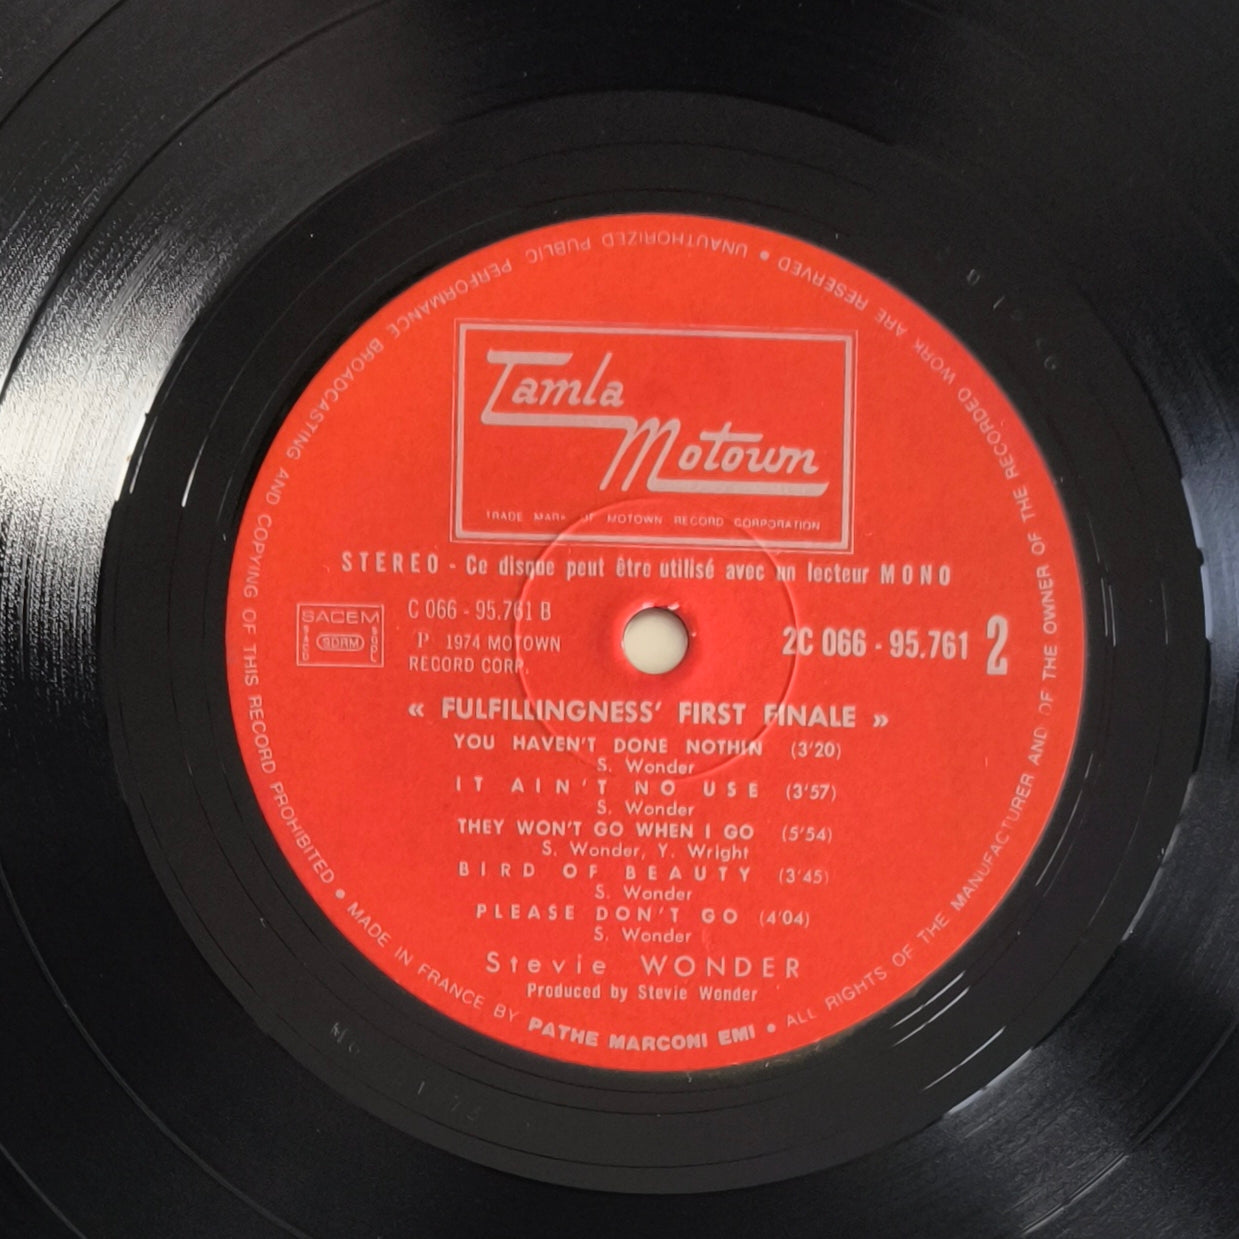 Tamla
Motown
TRADE MARK OF MOTOWN RECORD CORPORATION
STEREO - Ce disque peut être utilisé avec un lecteur MONO
SACEM
SACD SDRM SGDL
C 066 - 95.761 B
P 1974 MOTOWN
RECORD CORP.
2C 066 - 95.761 2
« FULFILLINGNESS' FIRST FINALE »
YOU HAVEN'T DONE NOTHIN (3'20)
S. Wonder
IT AIN'T NO USE (3'57)
S. Wonder
THEY WON'T GO WHEN I GO (5'54)
S. Wonder, Y. Wright
BIRD OF BEAUTY (3'45)
S. Wonder
PLEASE DON'T GO (4'04)
S. Wonder
Stevie WONDER
Produced by Stevie Wonder
MADE IN FRANCE BY PATHE MARCONI EMI • ALL RIGHTS OF THE MANUFACTURER AND OF THE OWNER OF THE RECORDED WORK ARE RESERVED • UNAUTHORIZED PUBLIC PERFORMANCE BROADCASTING AND COPYING OF THIS RECORD PROHIBITED •